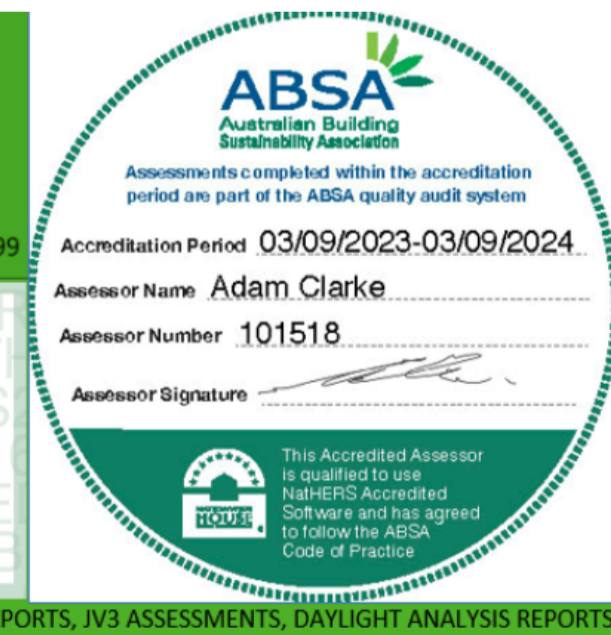 ABSA
Australian Building
Sustainability Association
Assessments completed within the accreditation
period are part of the ABSA quality audit system
99
Accreditation Period 03/09/2023-03/09/2024
Assessor Name Adam Clarke
Assessor Number 101518
Assessor Signature
This Accredited Assessor
is qualified to use
NatHERS Accredited
Software and has agreed
to follow the ABSA
Code of Practice
NATIONWIDE
HOUSE
PORTS, JV3 ASSESSMENTS, DAYLIGHT ANALYSIS REPORTS